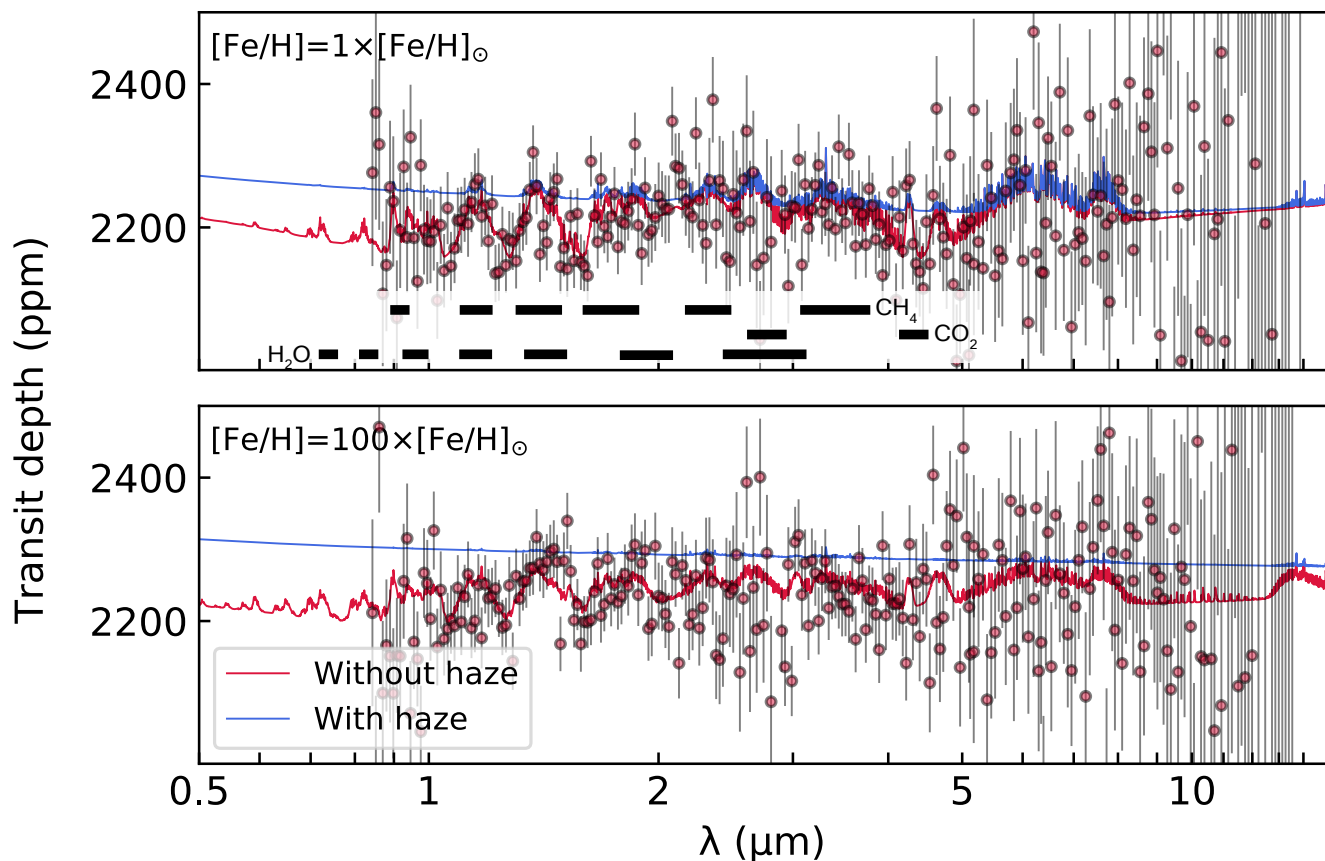 [Fe/H]=1×[Fe/H]☉
2400
2200
CH₄
CO₂
H₂O
Transit depth (ppm)
[Fe/H]=100×[Fe/H]☉
2400
2200
Without haze
With haze
0.5 1 2 5 10
λ (μm)